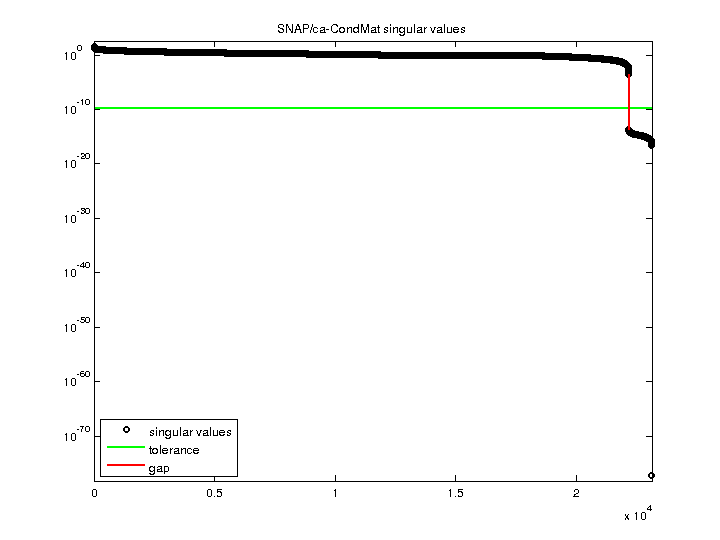 SNAP/ca-CondMat singular values
10^0
10^-10
10^-20
10^-30
10^-40
10^-50
10^-60
10^-70
singular values
tolerance
gap
0 0.5 1 1.5 2
x 10^4